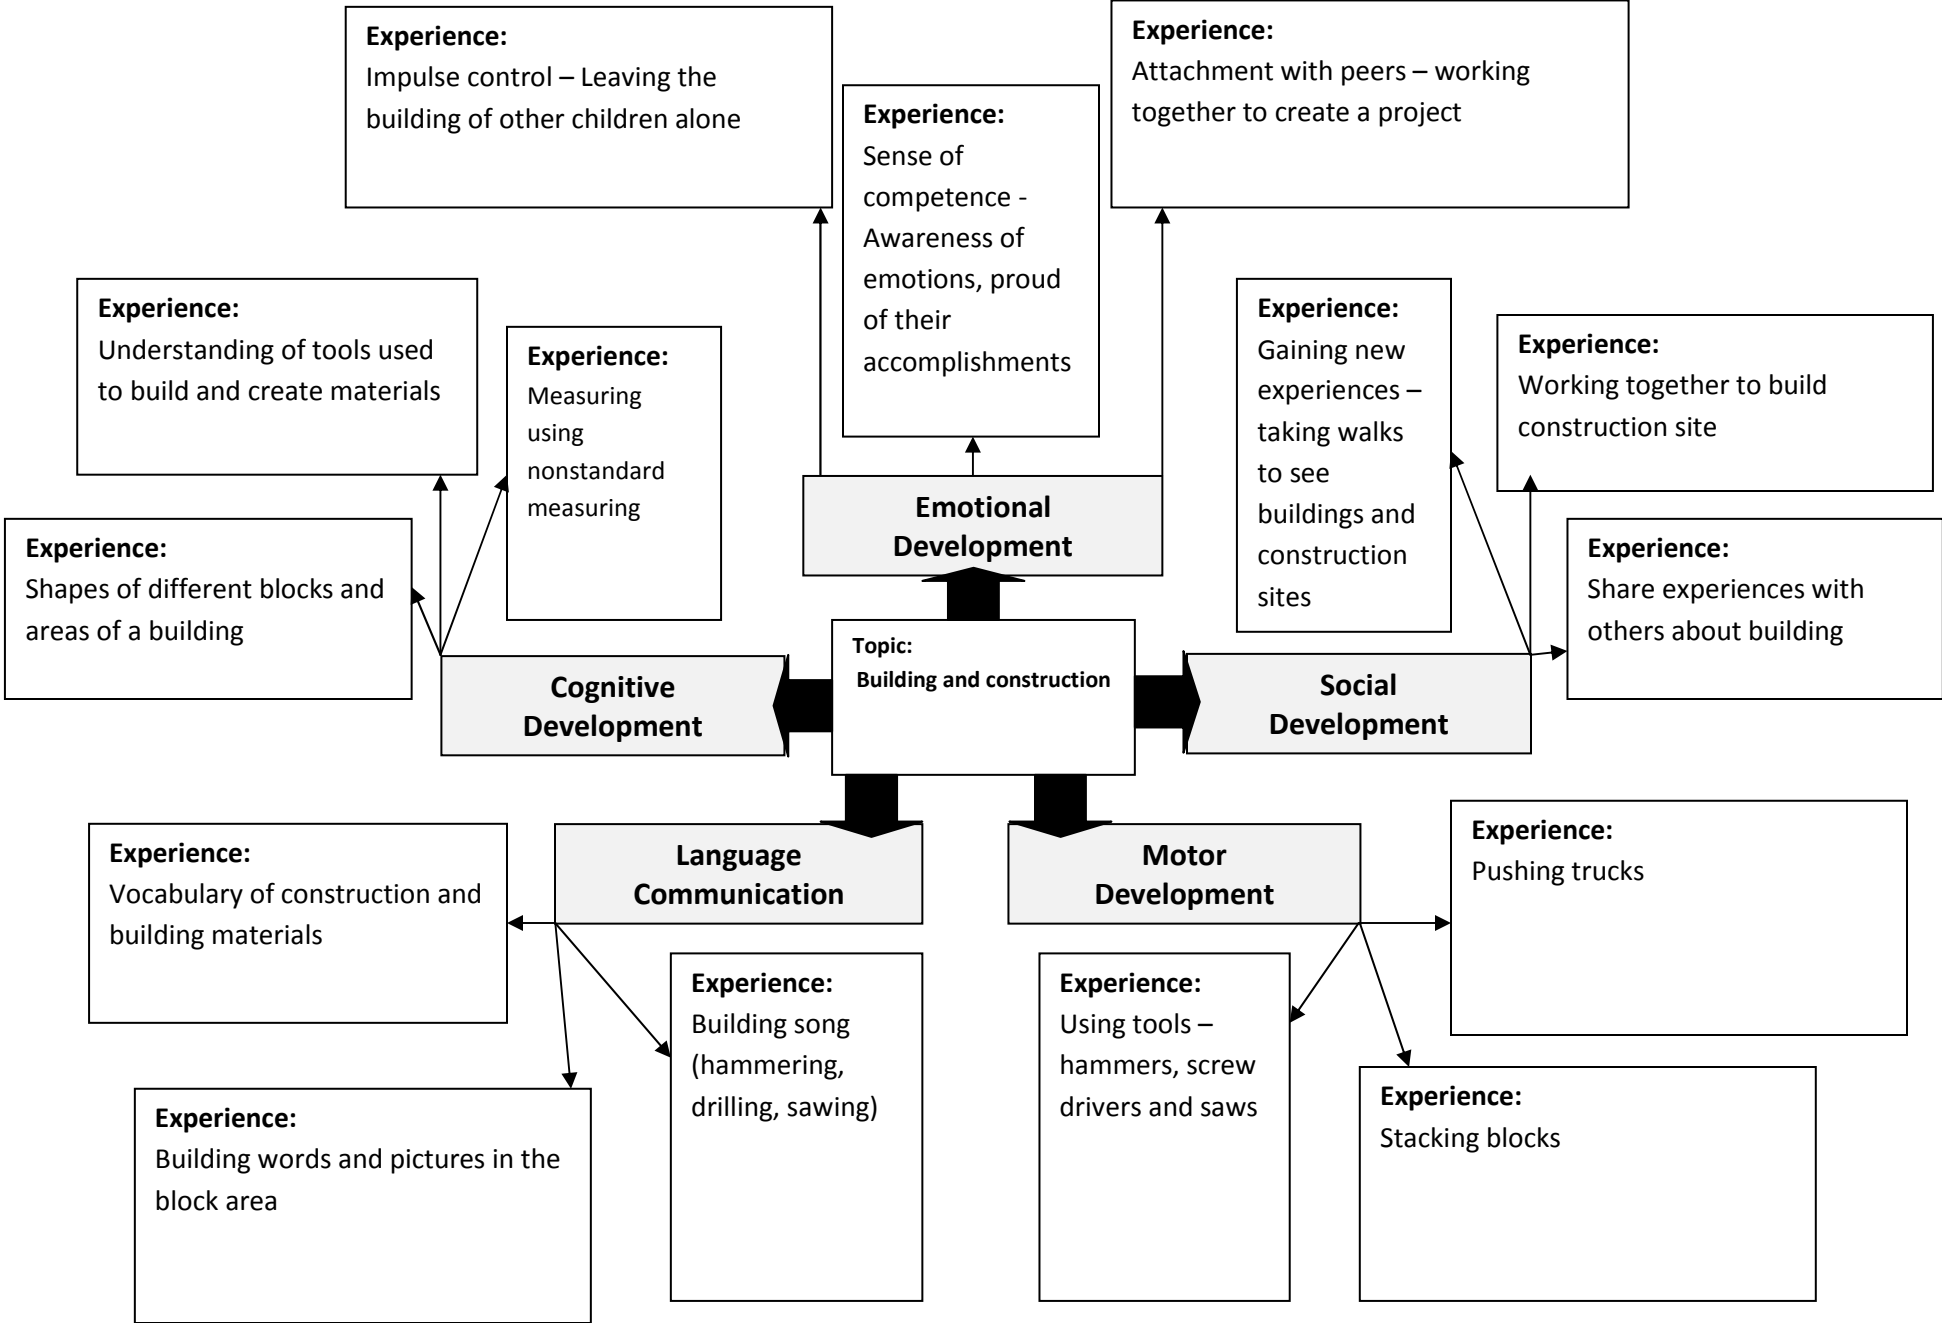 Experience:
Impulse control – Leaving the
building of other children alone
Experience:
Sense of
competence -
Awareness of
emotions, proud
of their
accomplishments
Experience:
Attachment with peers – working
together to create a project
Experience:
Understanding of tools used
to build and create materials
Experience:
Measuring
using
nonstandard
measuring
Experience:
Shapes of different blocks and
areas of a building
Emotional
Development
Experience:
Gaining new
experiences –
taking walks
to see
buildings and
construction
sites
Experience:
Working together to build
construction site
Experience:
Share experiences with
others about building
Cognitive
Development
Topic:
Building and construction
Social
Development
Language
Communication
Motor
Development
Experience:
Vocabulary of construction and
building materials
Experience:
Building words and pictures in the
block area
Experience:
Building song
(hammering,
drilling, sawing)
Experience:
Using tools –
hammers, screw
drivers and saws
Experience:
Pushing trucks
Experience:
Stacking blocks